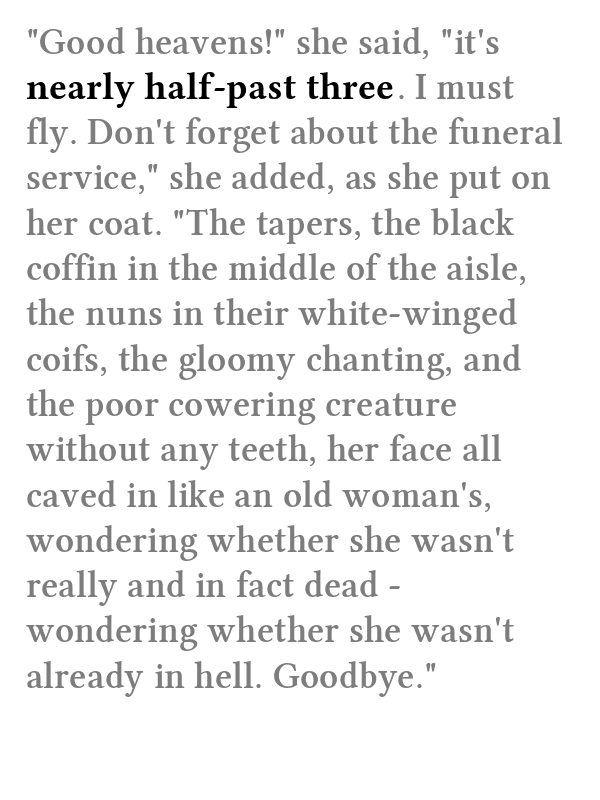 "Good heavens!" she said, "it's
nearly half-past three. I must
fly. Don't forget about the funeral
service," she added, as she put on
her coat. "The tapers, the black
coffin in the middle of the aisle,
the nuns in their white-winged
coifs, the gloomy chanting, and
the poor cowering creature
without any teeth, her face all
caved in like an old woman's,
wondering whether she wasn't
really and in fact dead -
wondering whether she wasn't
already in hell. Goodbye."